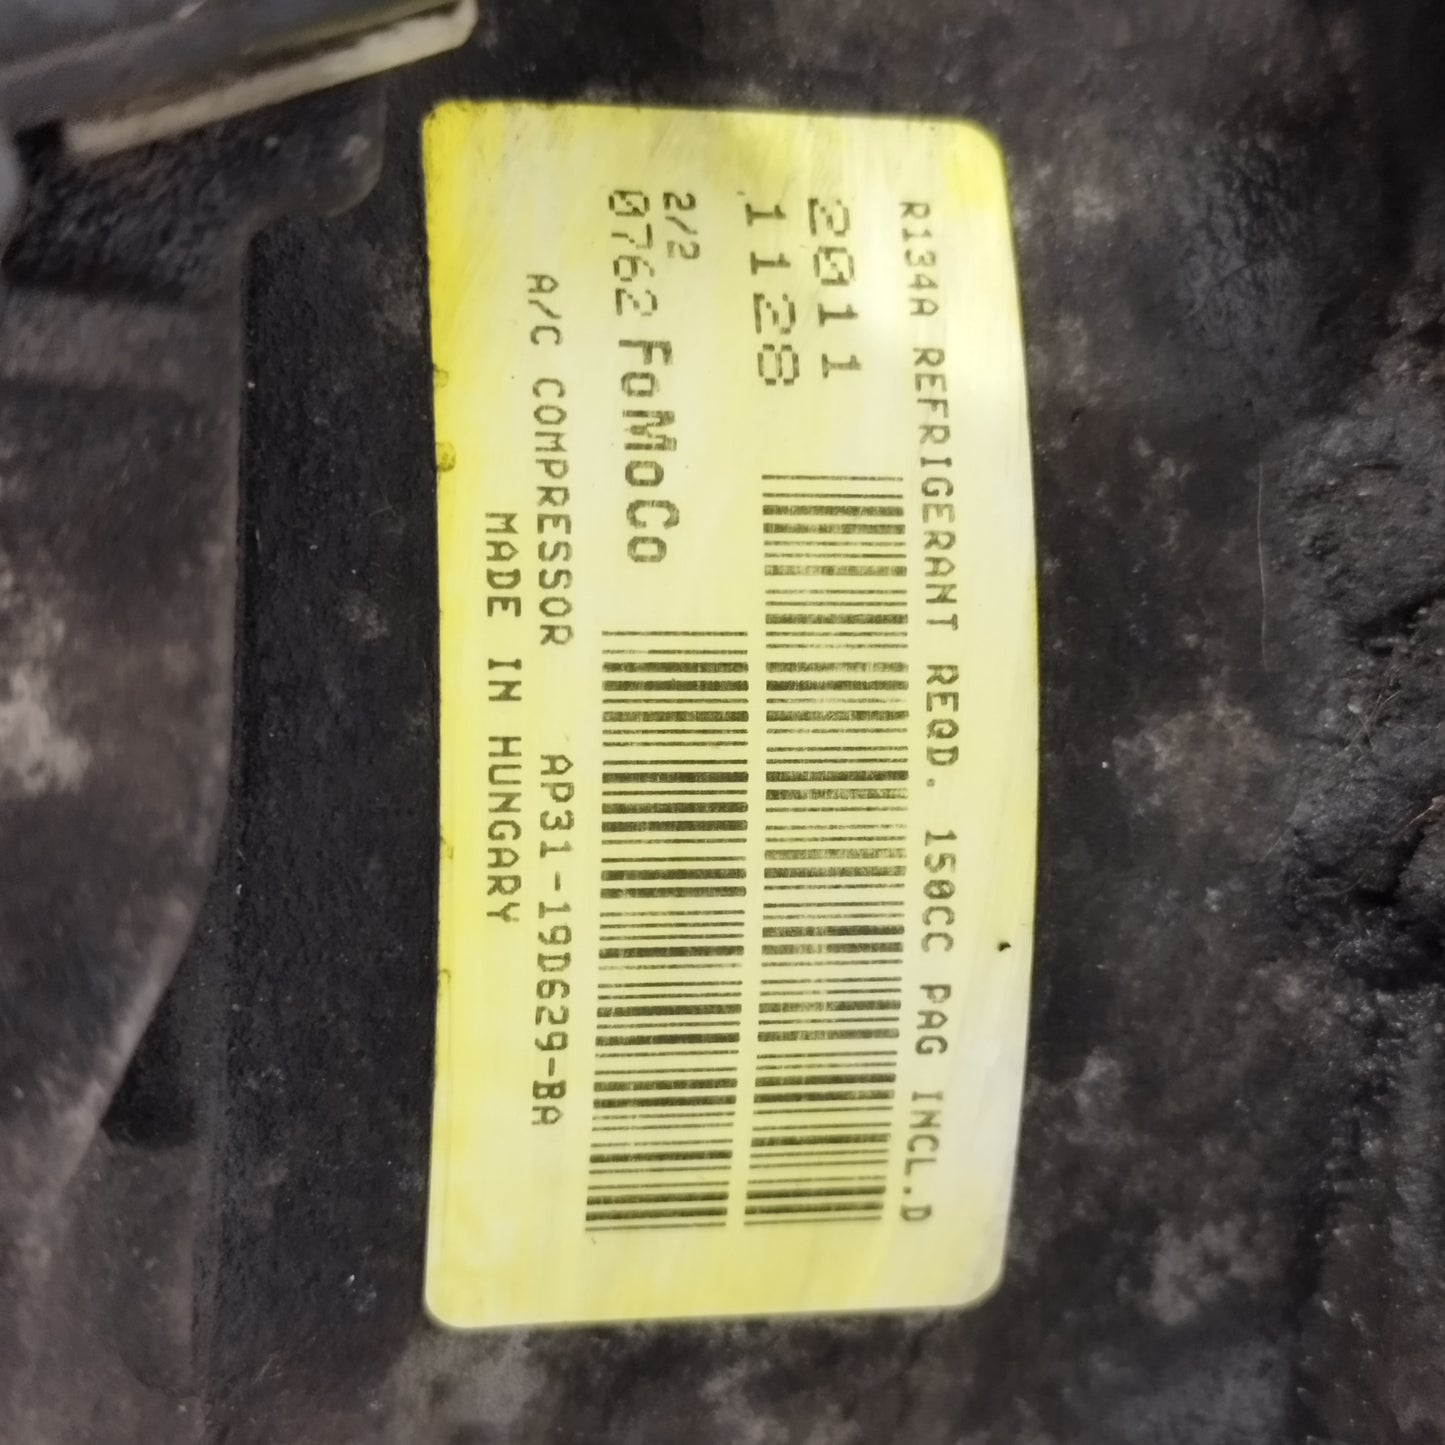 R134A REFRIGERANT REQD. 150CC PAG INCL.D
2011
1128
2/2
0762 FoMoCo
A/C COMPRESSOR AP31-19D629-BA
MADE IN HUNGARY